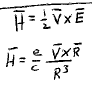 H̅ = ½ V̅ × E̅
H̅ = e/c V̅×R̅/R³